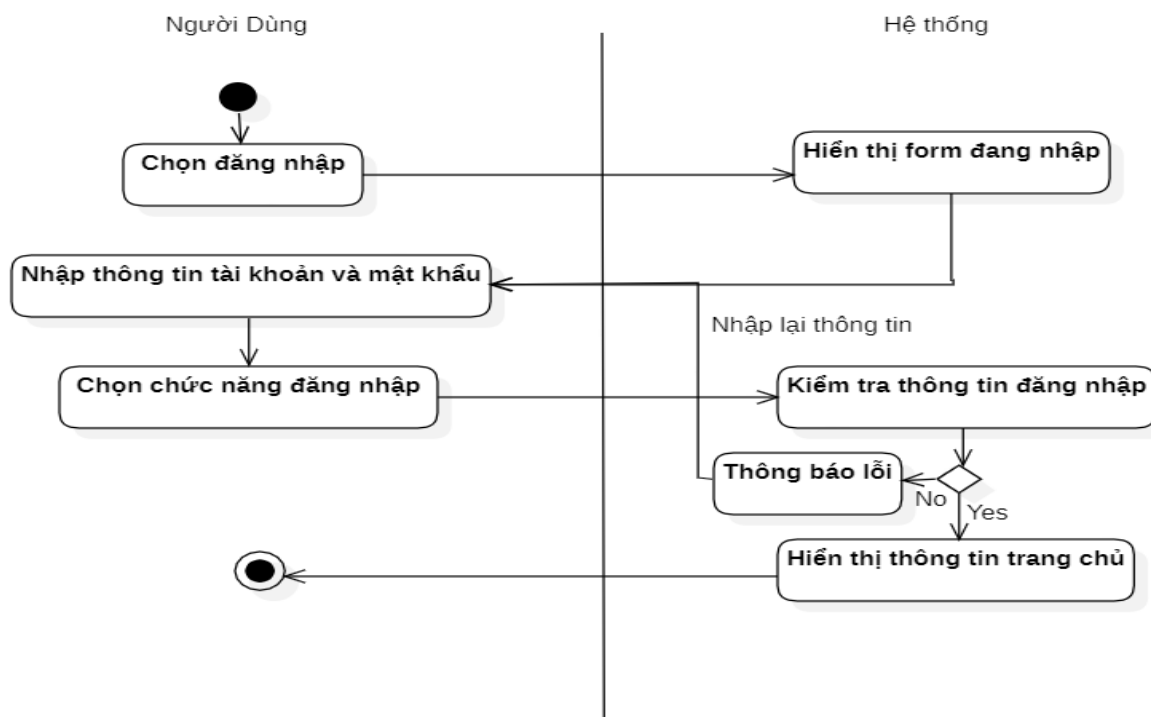 Người Dùng
Hệ thống
Chọn đăng nhập
Hiển thị form đang nhập
Nhập thông tin tài khoản và mật khẩu
Nhập lại thông tin
Chọn chức năng đăng nhập
Kiểm tra thông tin đăng nhập
Thông báo lỗi
No
Yes
Hiển thị thông tin trang chủ